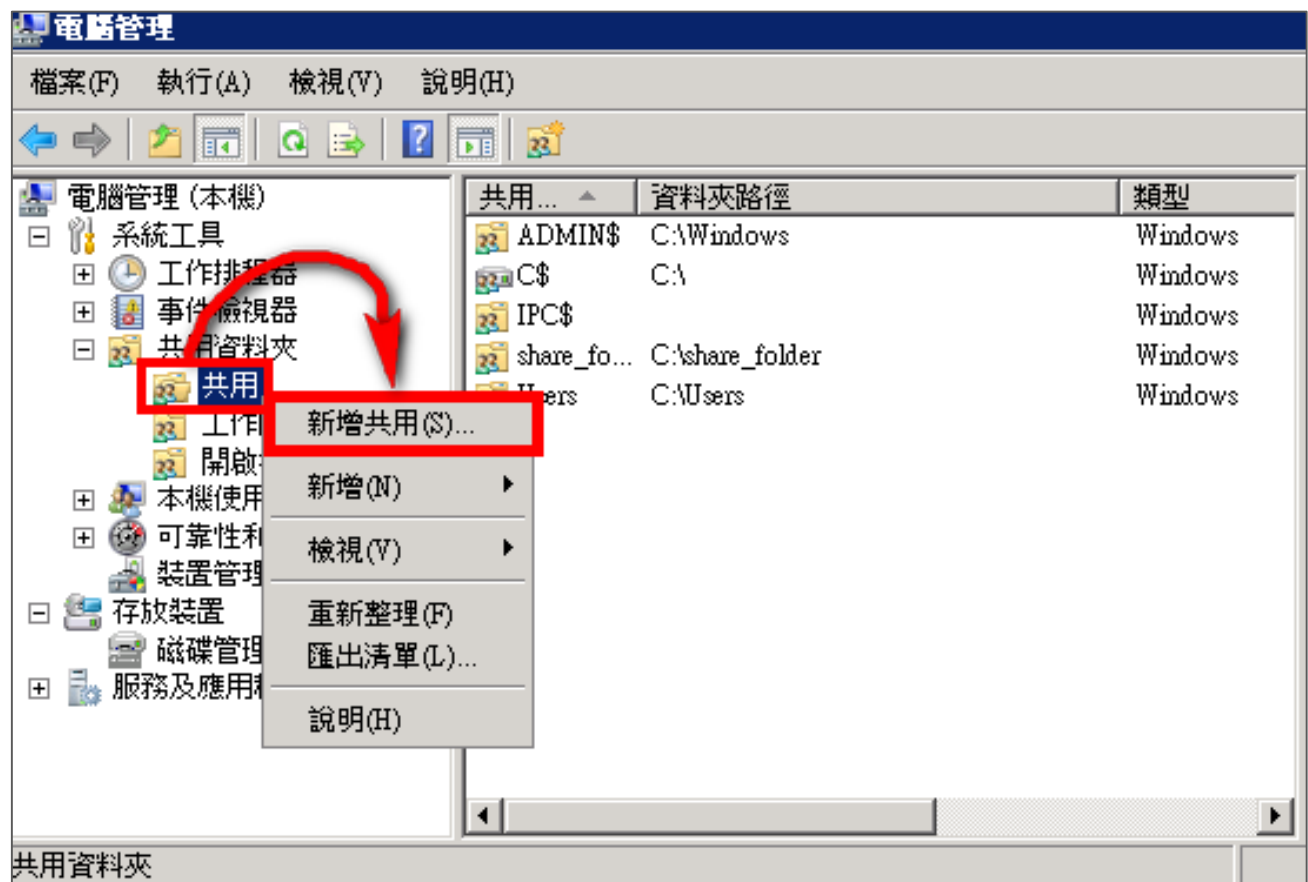 電腦管理
檔案(F) 執行(A) 檢視(V) 說明(H)
電腦管理 (本機)
系統工具
工作排程器
事件檢視器
共用資料夾
共用
開啟
本機使用
可靠性和
裝置管理
存放裝置
磁碟管理
服務及應用
新增共用(S)...
新增(N)
檢視(V)
重新整理(F)
匯出清單(L)...
說明(H)
共用... 資料夾路徑 類型
ADMIN$ C:\Windows Windows
C$ C:\ Windows
IPC$ Windows
share_fo... C:\share_folder Windows
Users C:\Users Windows
共用資料夾